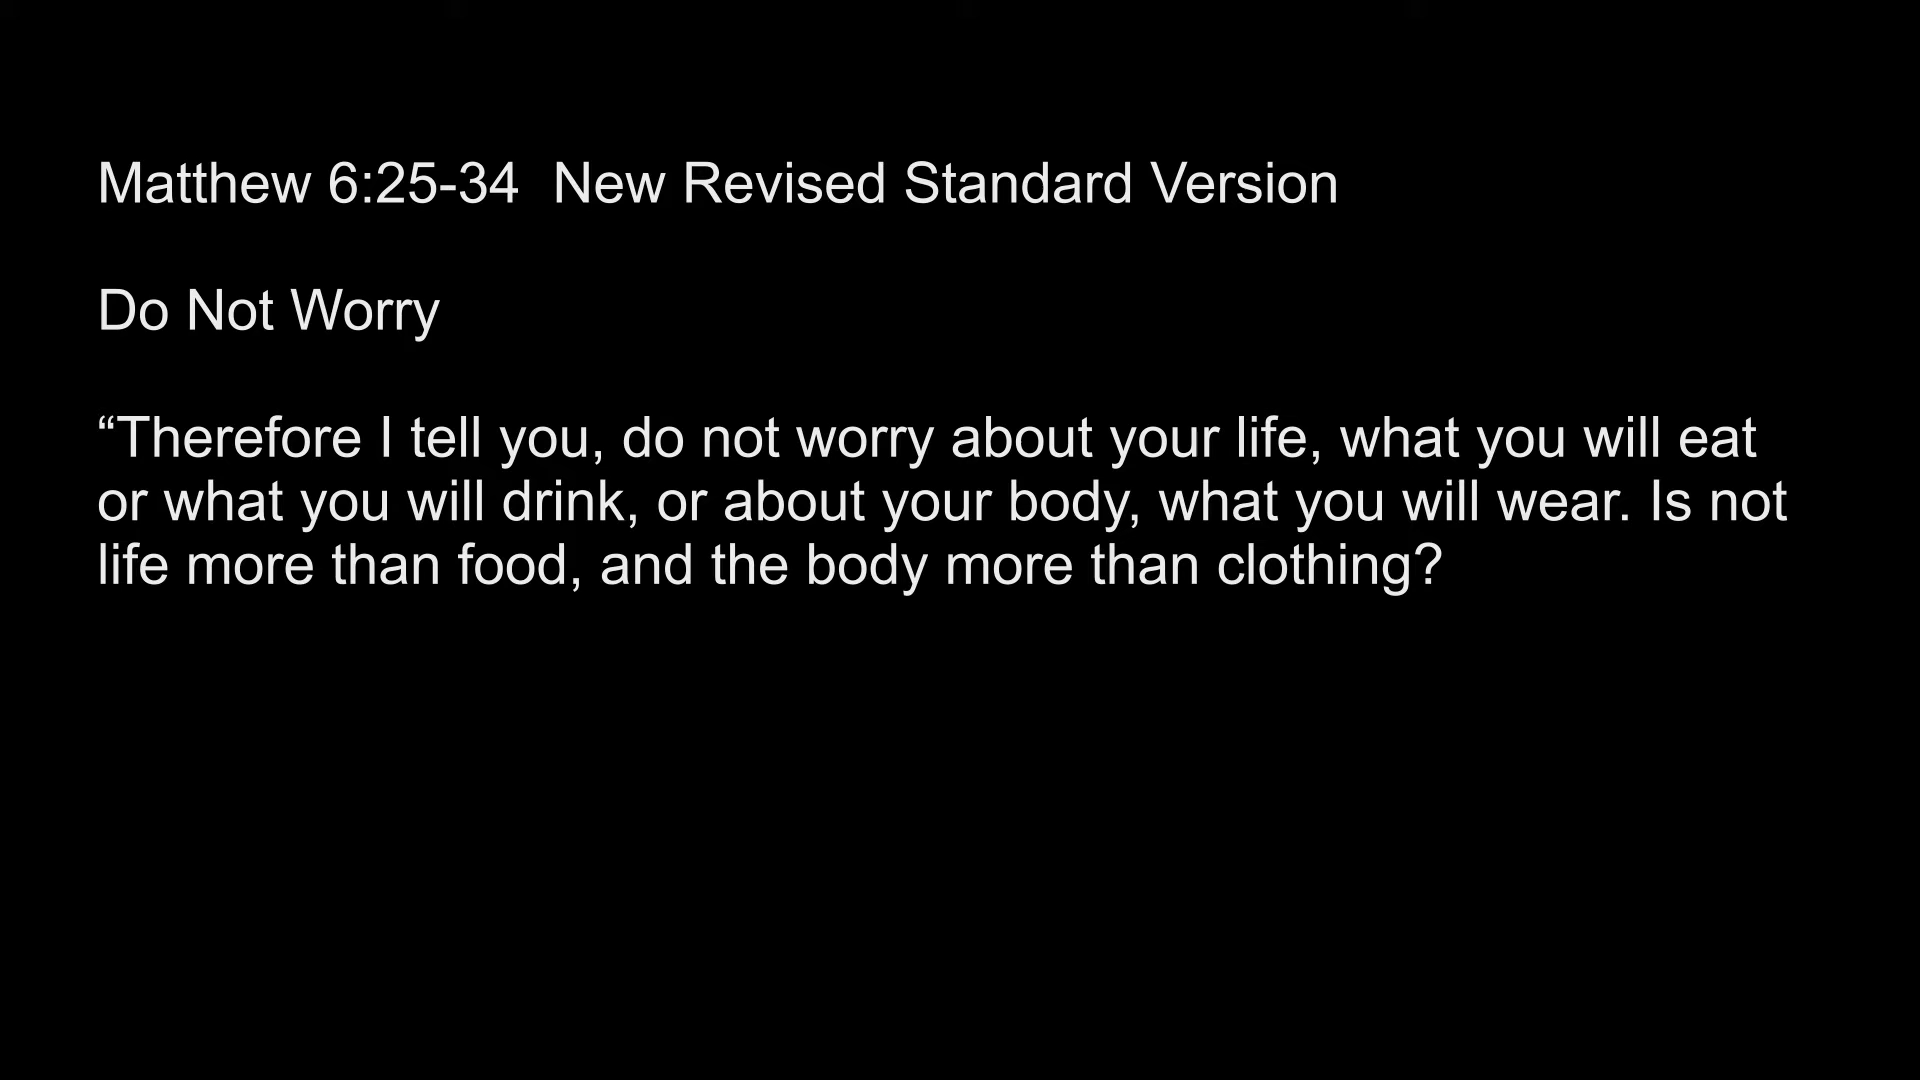 Matthew 6:25-34  New Revised Standard Version
Do Not Worry
“Therefore I tell you, do not worry about your life, what you will eat
or what you will drink, or about your body, what you will wear. Is not
life more than food, and the body more than clothing?